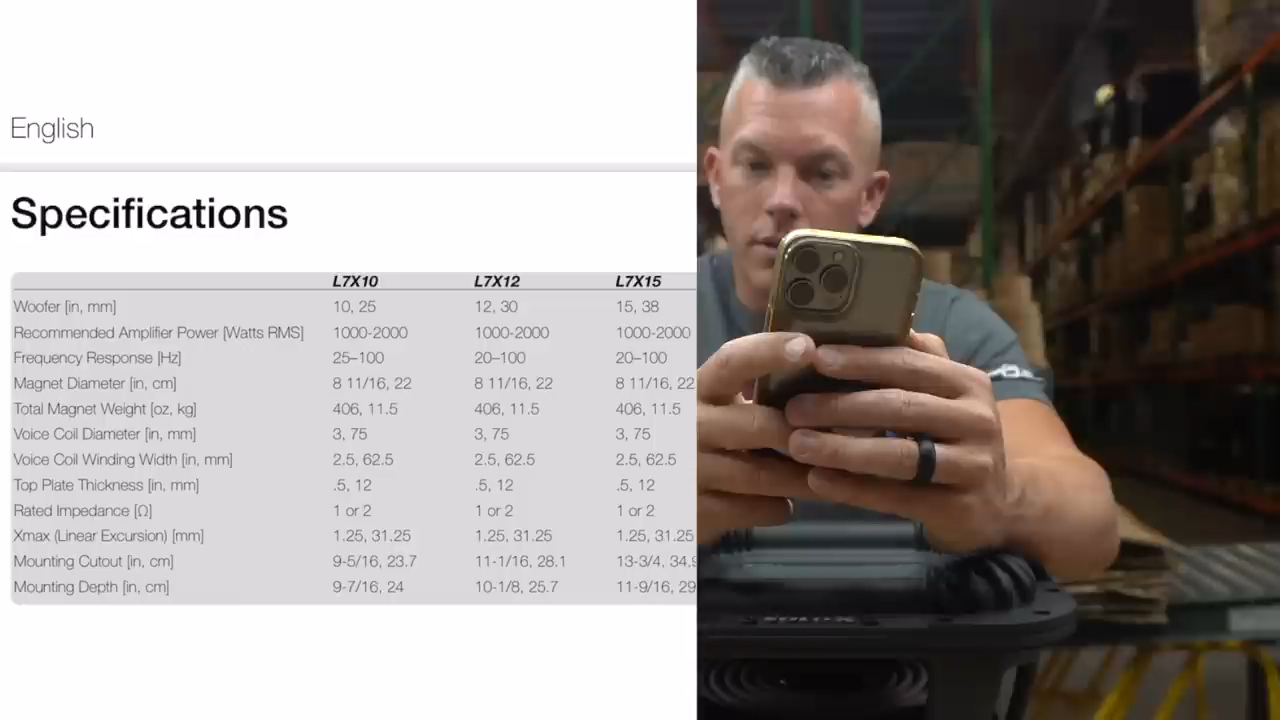 English
Specifications
L7X10 L7X12 L7X15
Woofer [in, mm] 10, 25 12, 30 15, 38
Recommended Amplifier Power [Watts RMS] 1000-2000 1000-2000 1000-2000
Frequency Response [Hz] 25–100 20–100 20–100
Magnet Diameter [in, cm] 8 11/16, 22 8 11/16, 22 8 11/16, 22
Total Magnet Weight [oz, kg] 406, 11.5 406, 11.5 406, 11.5
Voice Coil Diameter [in, mm] 3, 75 3, 75 3, 75
Voice Coil Winding Width [in, mm] 2.5, 62.5 2.5, 62.5 2.5, 62.5
Top Plate Thickness [in, mm] .5, 12 .5, 12 .5, 12
Rated Impedance [Ω] 1 or 2 1 or 2 1 or 2
Xmax (Linear Excursion) [mm] 1.25, 31.25 1.25, 31.25 1.25, 31.25
Mounting Cutout [in, cm] 9-5/16, 23.7 11-1/16, 28.1 13-3/4, 34.9
Mounting Depth [in, cm] 9-7/16, 24 10-1/8, 25.7 11-9/16, 29